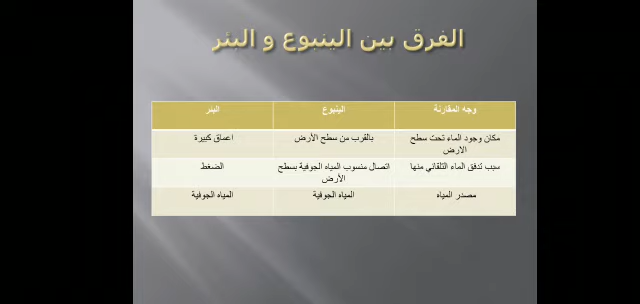 الفرق بين الينبوع و البئر
وجه المقارنة الينبوع البئر
مكان وجود الماء تحت سطح الارض بالقرب من سطح الأرض اعماق كبيرة
سبب تدفق الماء التلقائي منها اتصال منسوب المياه الجوفية بسطح الأرض الضغط
مصدر المياه المياه الجوفية المياه الجوفية